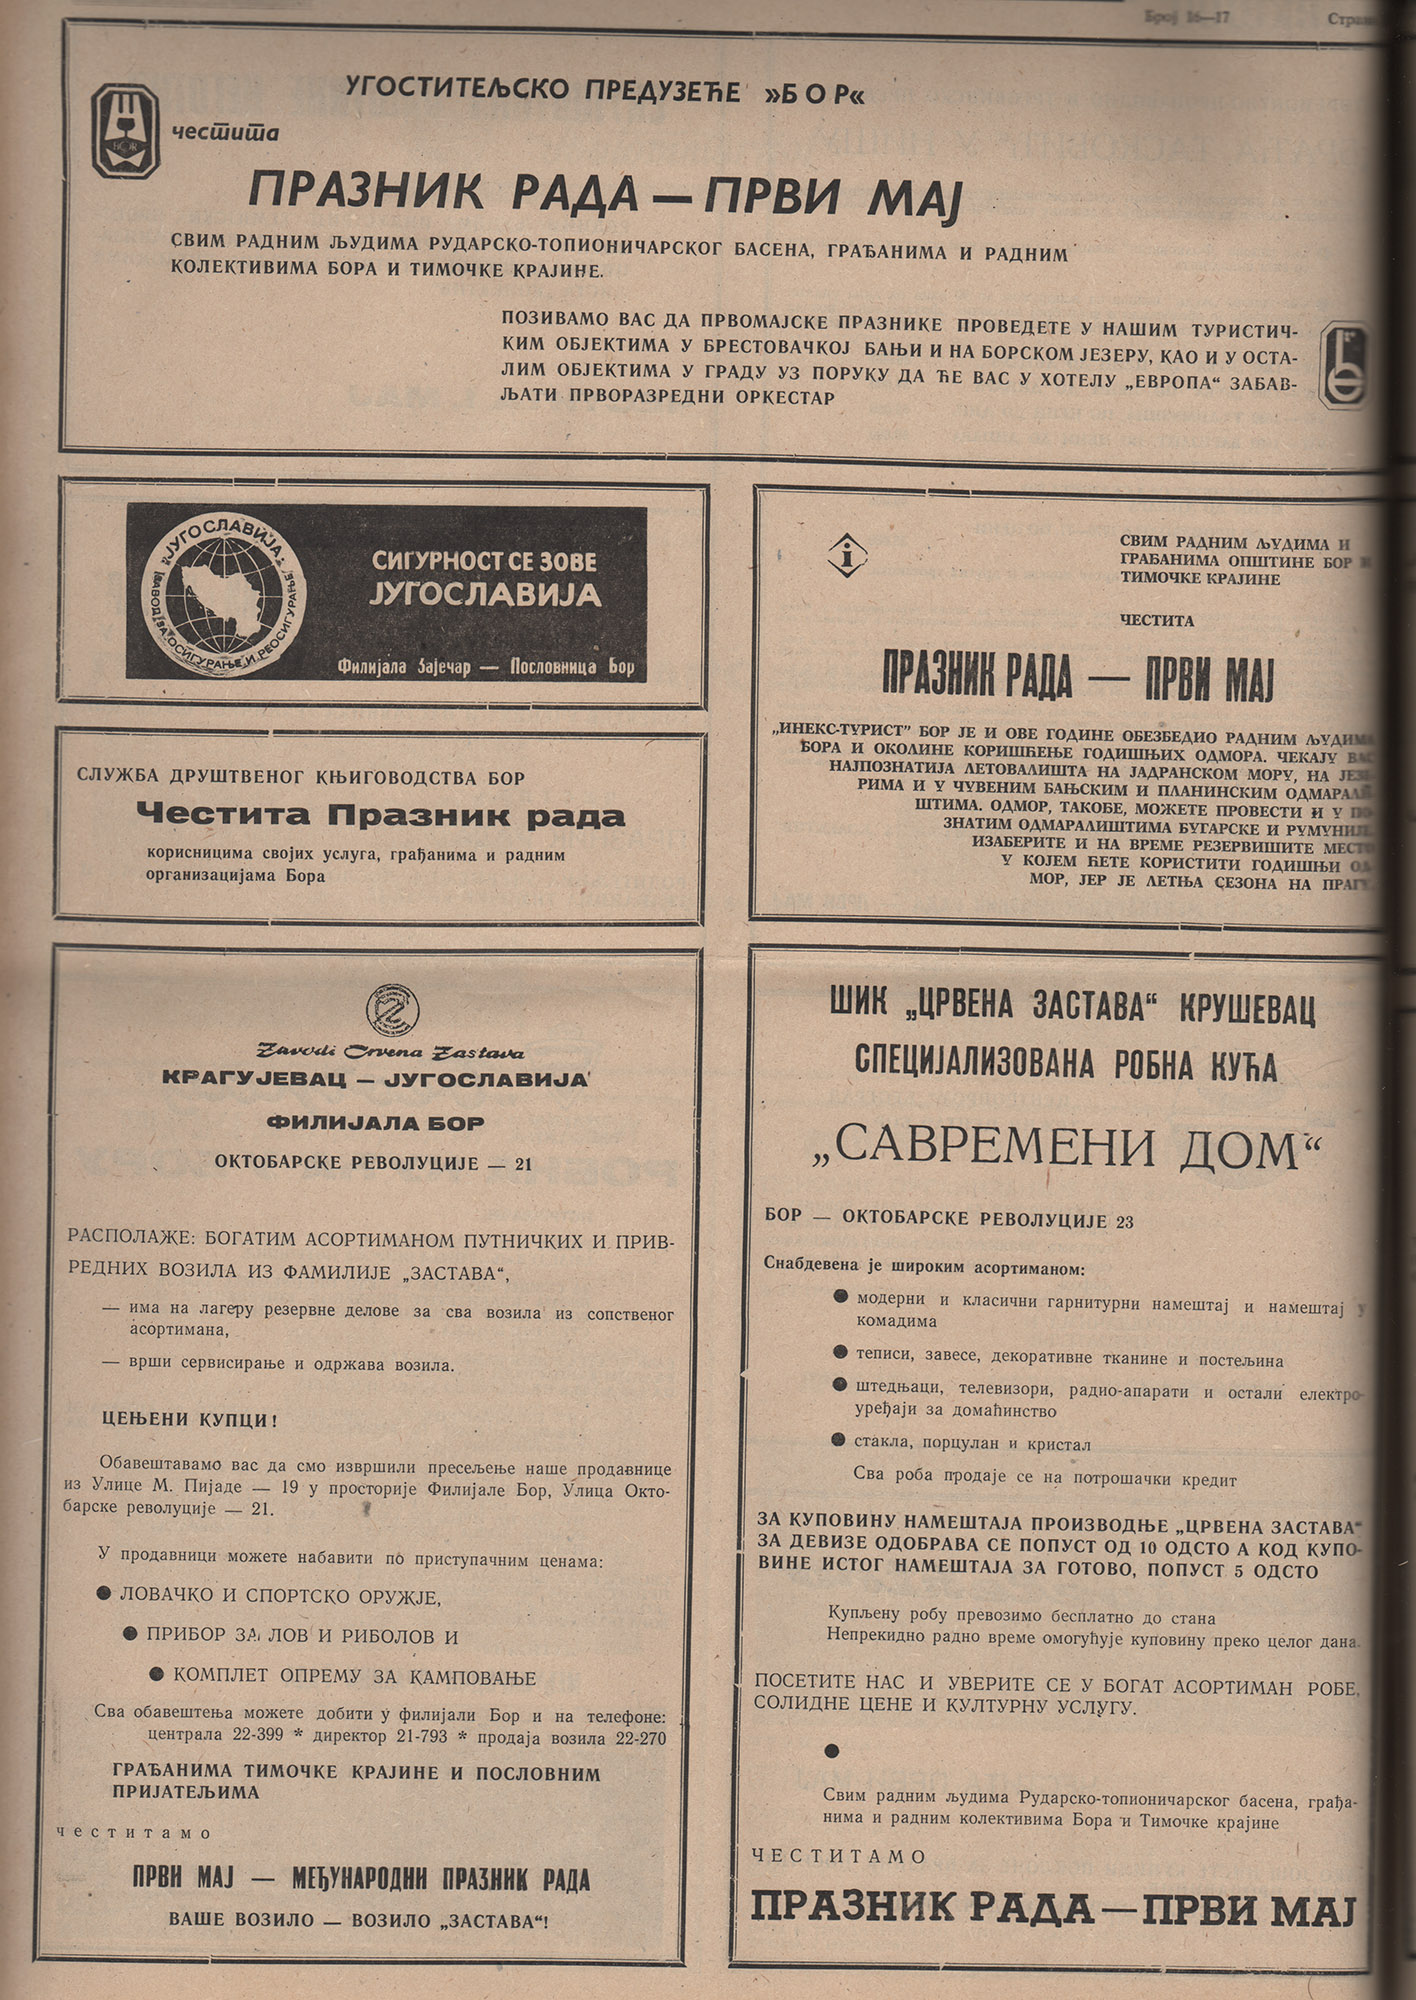 Број 16—17
УГОСТИТЕЉСКО ПРЕДУЗЕЋЕ »БОР«
честита
ПРАЗНИК РАДА — ПРВИ МАЈ
СВИМ РАДНИМ ЉУДИМА РУДАРСКО-ТОПИОНИЧАРСКОГ БАСЕНА, ГРАЂАНИМА И РАДНИМ
КОЛЕКТИВИМА БОРА И ТИМОЧКЕ КРАЈИНЕ.
ПОЗИВАМО ВАС ДА ПРВОМАЈСКЕ ПРАЗНИКЕ ПРОВЕДЕТЕ У НАШИМ ТУРИСТИЧ-
КИМ ОБЈЕКТИМА У БРЕСТОВАЧКОЈ БАЊИ И НА БОРСКОМ ЈЕЗЕРУ, КАО И У ОСТА-
ЛИМ ОБЈЕКТИМА У ГРАДУ УЗ ПОРУКУ ДА ЋЕ ВАС У ХОТЕЛУ „ЕВРОПА“ ЗАБАВ-
ЉАТИ ПРВОРАЗРЕДНИ ОРКЕСТАР
ЈУГОСЛАВИЈА
ЗАВОД ЗА ОСИГУРАЊЕ И РЕОСИГУРАЊЕ
СИГУРНОСТ СЕ ЗОВЕ
ЈУГОСЛАВИЈА
Филијала Зајечар — Пословница Бор
СЛУЖБА ДРУШТВЕНОГ КЊИГОВОДСТВА БОР
Честита Празник рада
корисницима својих услуга, грађанима и радним
организацијама Бора
i
СВИМ РАДНИМ ЉУДИМА И
ГРАБАНИМА ОПШТИНЕ БОР И
ТИМОЧКЕ КРАЈИНЕ
ЧЕСТИТА
ПРАЗНИК РАДА — ПРВИ МАЈ
„ИНЕКС-ТУРИСТ” БОР ЈЕ И ОВЕ ГОДИНЕ ОБЕЗБЕДИО РАДНИМ ЉУДИМА
БОРА И ОКОЛИНЕ КОРИШЋЕЊЕ ГОДИШЊИХ ОДМОРА. ЧЕКАЈУ ВАС
НАЈПОЗНАТИЈА ЛЕТОВАЛИШТА НА ЈАДРАНСКОМ МОРУ, НА ЈЕЗЕ-
РИМА И У ЧУВЕНИМ БАЊСКИМ И ПЛАНИНСКИМ ОДМАРАЛИ-
ШТИМА. ОДМОР, ТАКОБЕ, МОЖЕТЕ ПРОВЕСТИ И У ПО-
ЗНАТИМ ОДМАРАЛИШТИМА БУГАРСКЕ И РУМУНИЈЕ.
ИЗАБЕРИТЕ И НА ВРЕМЕ РЕЗЕРВИШИТЕ МЕСТО
У КОЈЕМ ЋЕТЕ КОРИСТИТИ ГОДИШЊИ ОД-
МОР, ЈЕР ЈЕ ЛЕТЊА СЕЗОНА НА ПРАГУ.
Zavodi Crvena Zastava
КРАГУЈЕВАЦ — ЈУГОСЛАВИЈА
ФИЛИЈАЛА БОР
ОКТОБАРСКЕ РЕВОЛУЦИЈЕ — 21
РАСПОЛАЖЕ: БОГАТИМ АСОРТИМАНОМ ПУТНИЧКИХ И ПРИВ-
РЕДНИХ ВОЗИЛА ИЗ ФАМИЛИЈЕ „ЗАСТАВА“,
— има на лагеру резервне делове за сва возила из сопственог
асортимана,
— врши сервисирање и одржава возила.
ЦЕЊЕНИ КУПЦИ!
Обавештавамо вас да смо извршили пресељење наше продавнице
из Улице М. Пијаде — 19 у просторије Филијале Бор, Улица Окто-
барске револуције — 21.
У продавници можете набавити по приступачним ценама:
● ЛОВАЧКО И СПОРТСКО ОРУЖЈЕ,
● ПРИБОР ЗА ЛОВ И РИБОЛОВ И
● КОМПЛЕТ ОПРЕМУ ЗА КАМПОВАЊЕ
Сва обавештења можете добити у филијали Бор и на телефоне:
централа 22-399 * директор 21-793 * продаја возила 22-270
ГРАЂАНИМА ТИМОЧКЕ КРАЈИНЕ И ПОСЛОВНИМ
ПРИЈАТЕЉИМА
честитамо
ПРВИ МАЈ — МЕЂУНАРОДНИ ПРАЗНИК РАДА
ВАШЕ ВОЗИЛО — ВОЗИЛО „ЗАСТАВА“!
ШИК „ЦРВЕНА ЗАСТАВА“ КРУШЕВАЦ
СПЕЦИЈАЛИЗОВАНА РОБНА КУЋА
„САВРЕМЕНИ ДОМ“
БОР — ОКТОБАРСКЕ РЕВОЛУЦИЈЕ 23
Снабдевена је широким асортиманом:
● модерни и класични гарнитурни намештај и намештај у
комадима
● теписи, завесе, декоративне тканине и постељина
● штедњаци, телевизори, радио-апарати и остали електро-
уређаји за домаћинство
● стакла, порцулан и кристал
Сва роба продаје се на потрошачки кредит
ЗА КУПОВИНУ НАМЕШТАЈА ПРОИЗВОДЊЕ „ЦРВЕНА ЗАСТАВА“
ЗА ДЕВИЗЕ ОДОБРАВА СЕ ПОПУСТ ОД 10 ОДСТО А КОД КУПО-
ВИНЕ ИСТОГ НАМЕШТАЈА ЗА ГОТОВО, ПОПУСТ 5 ОДСТО
Купљену робу превозимо бесплатно до стана
Непрекидно радно време омогућује куповину преко целог дана.
ПОСЕТИТЕ НАС И УВЕРИТЕ СЕ У БОГАТ АСОРТИМАН РОБЕ,
СОЛИДНЕ ЦЕНЕ И КУЛТУРНУ УСЛУГУ.
●
Свим радним људима Рударско-топионичарског басена, грађа-
нима и радним колективима Бора и Тимочке крајине
ЧЕСТИТАМО
ПРАЗНИК РАДА — ПРВИ МАЈ